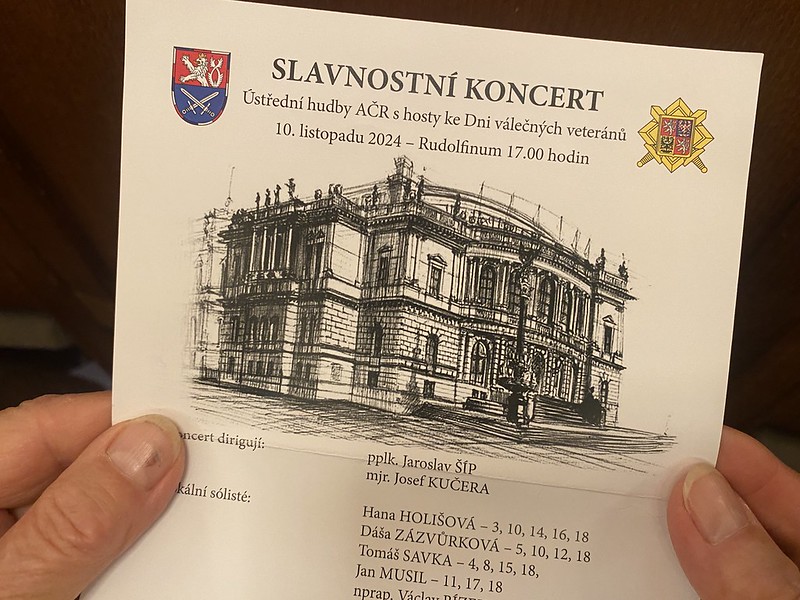 SLAVNOSTNÍ KONCERT
Ústřední hudby AČR s hosty ke Dni válečných veteránů
10. listopadu 2024 – Rudolfinum 17.00 hodin
oncert dirigují:
pplk. Jaroslav ŠÍP
mjr. Josef KUČERA
kální sólisté:
Hana HOLIŠOVÁ – 3, 10, 14, 16, 18
Dáša ZÁZVŮRKOVÁ – 5, 10, 12, 18
Tomáš SAVKA – 4, 8, 15, 18,
Jan MUSIL – 11, 17, 18
nprap. Václav